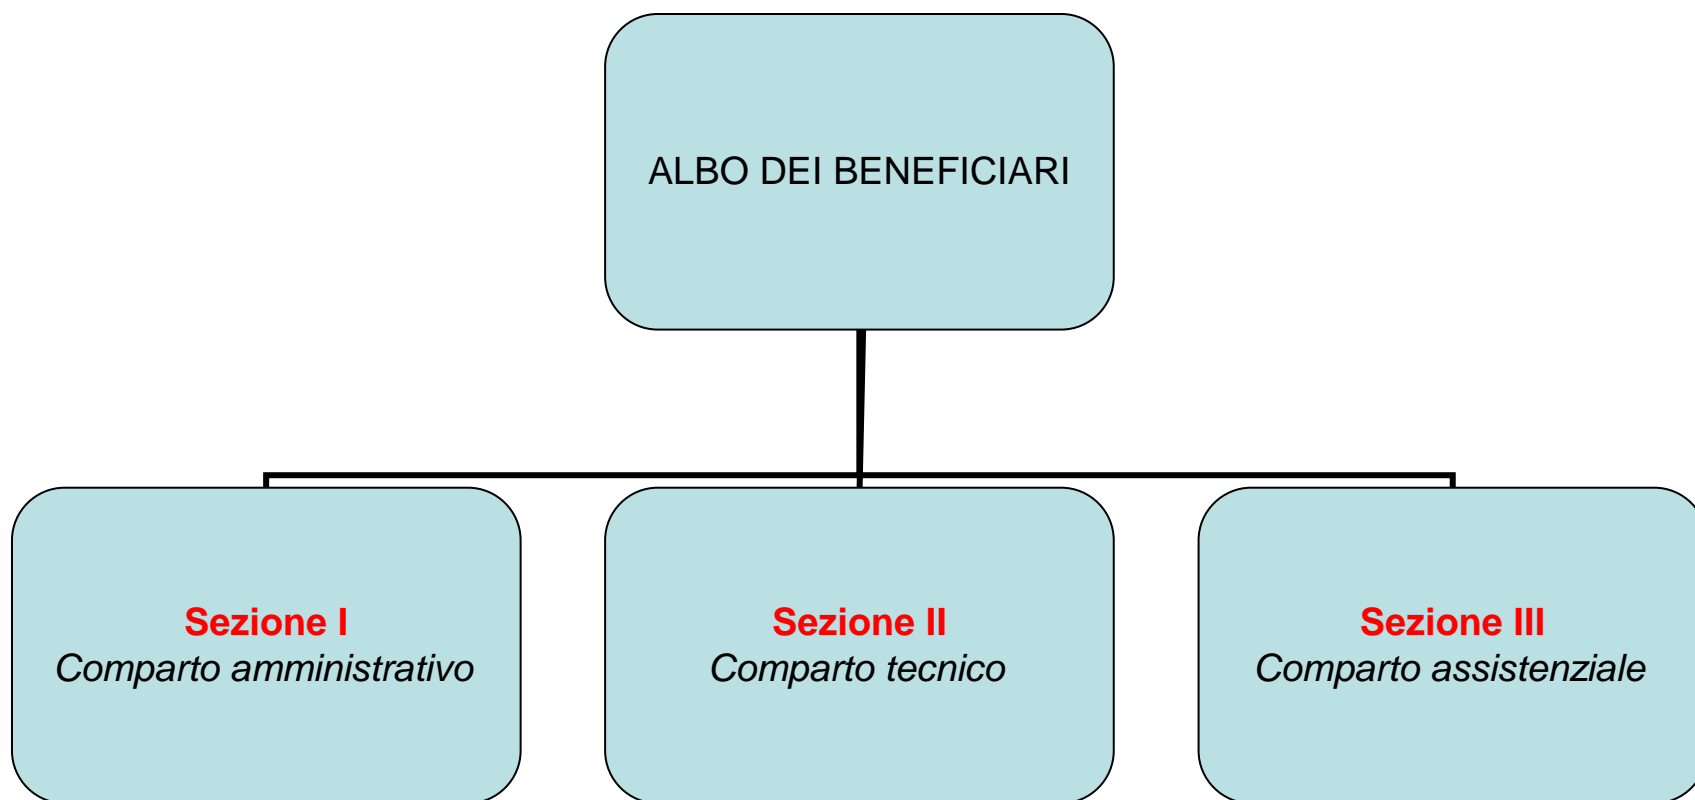 ALBO DEI BENEFICIARI
Sezione I
Comparto amministrativo
Sezione II
Comparto tecnico
Sezione III
Comparto assistenziale